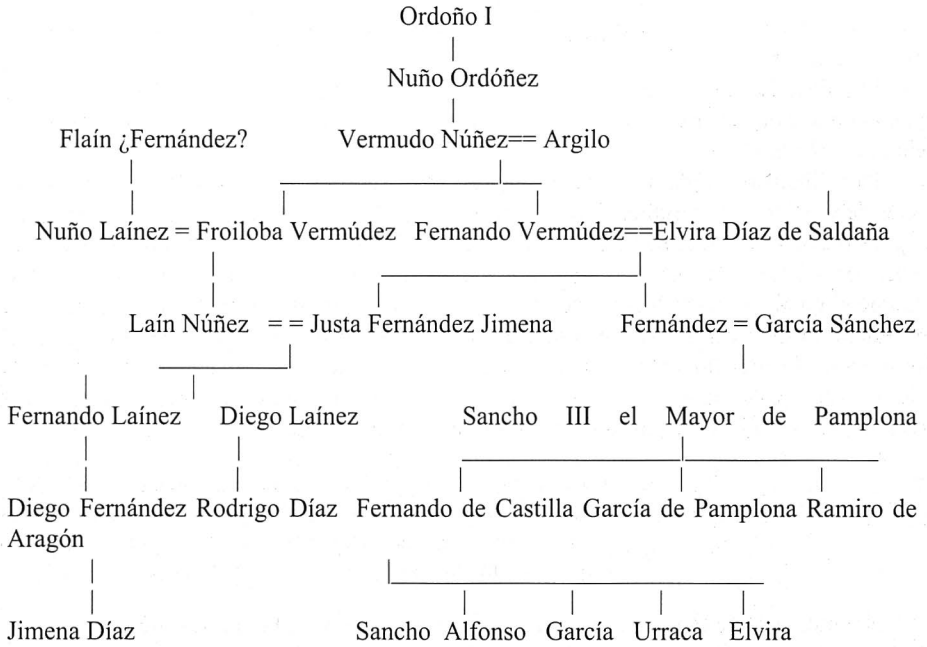 Ordoño I
Nuño Ordóñez
Flaín ¿Fernández? Vermudo Núñez== Argilo
Nuño Laínez = Froiloba Vermúdez Fernando Vermúdez==Elvira Díaz de Saldaña
Laín Núñez = = Justa Fernández Jimena Fernández = García Sánchez
Fernando Laínez Diego Laínez Sancho III el Mayor de Pamplona
Diego Fernández Rodrigo Díaz Fernando de Castilla García de Pamplona Ramiro de
Aragón
Jimena Díaz Sancho Alfonso García Urraca Elvira